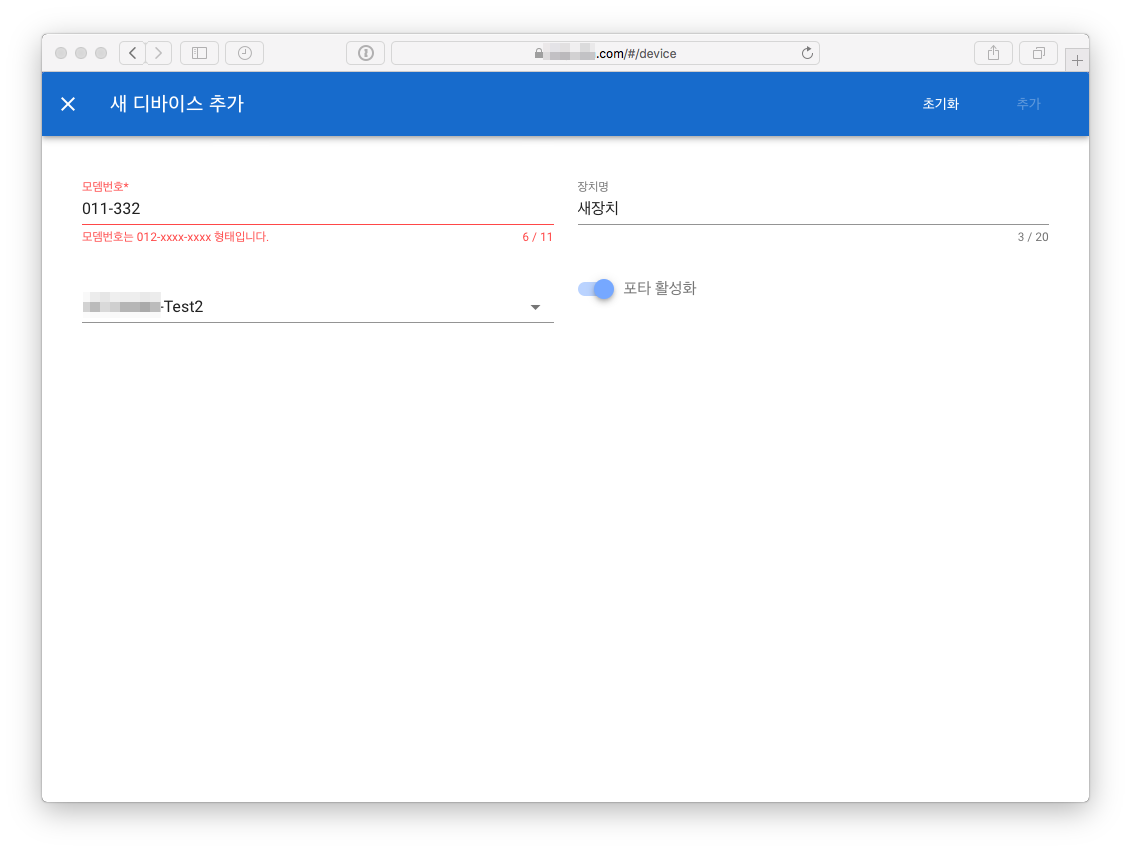 .com/#/device
새 디바이스 추가
초기화
추가
모뎀번호*
011-332
모뎀번호는 012-xxxx-xxxx 형태입니다.
6 / 11
장치명
새장치
3 / 20
-Test2
포타 활성화